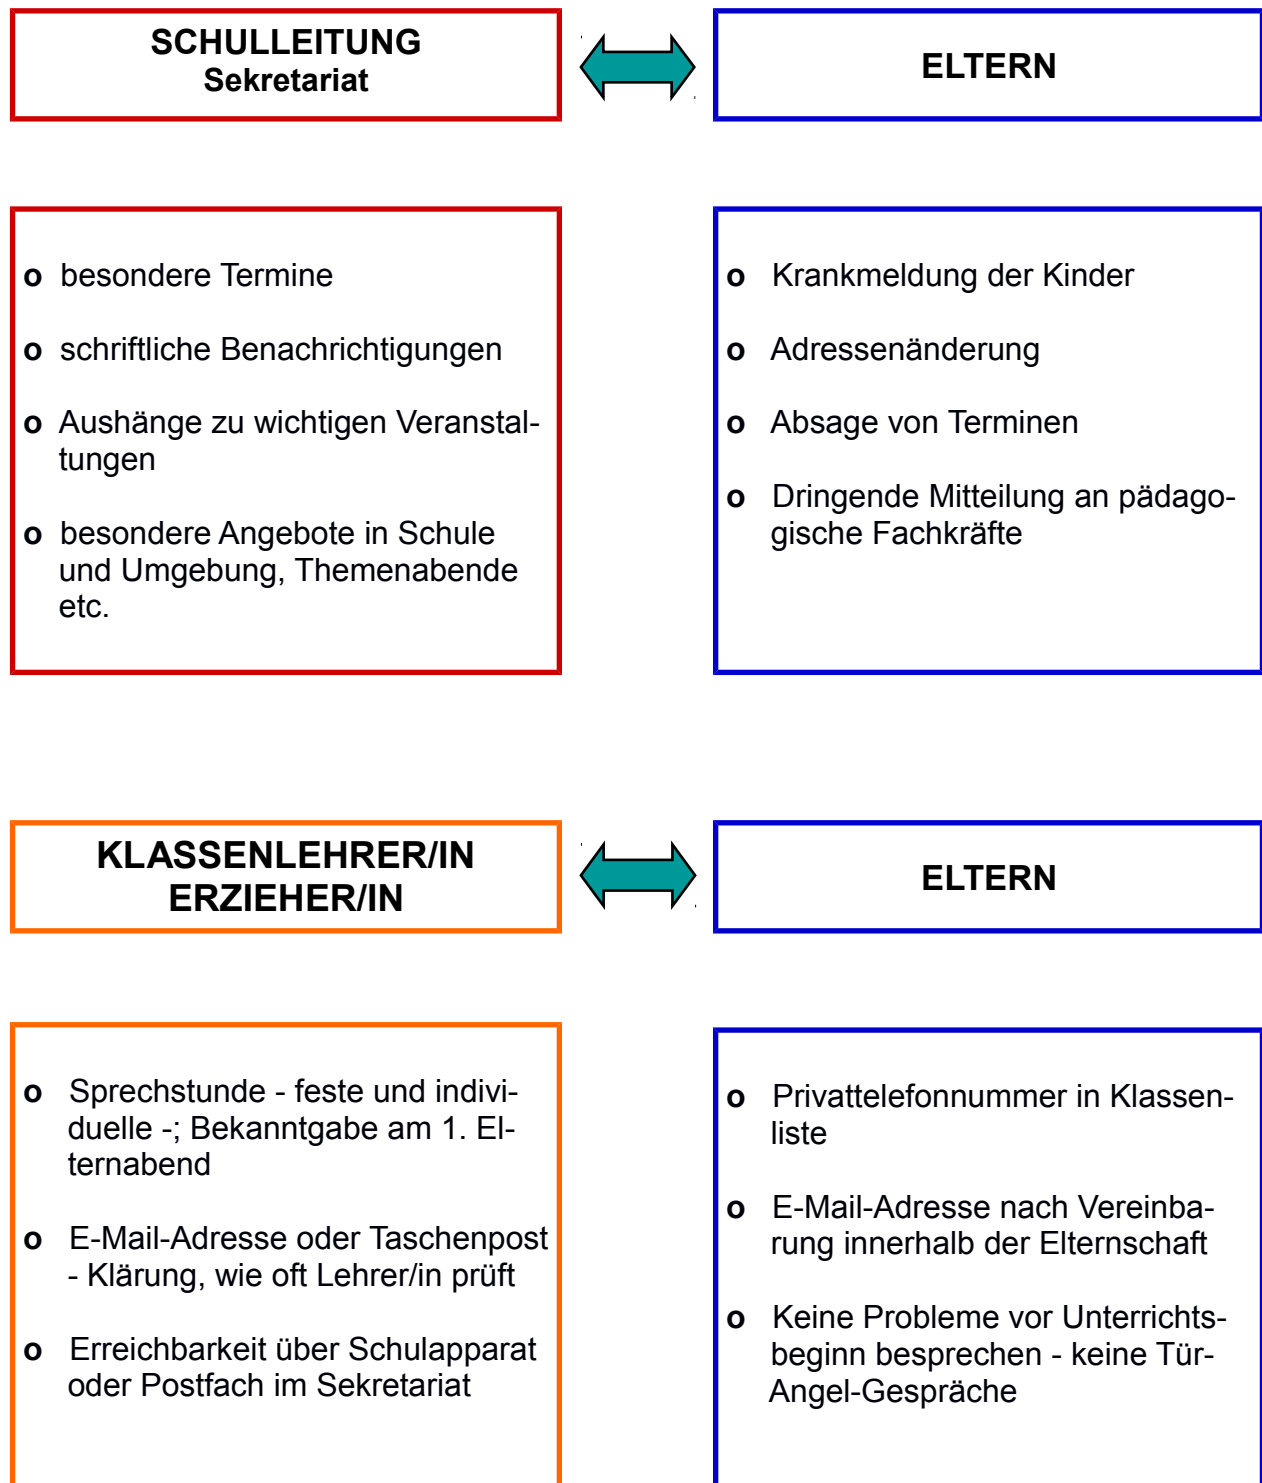 SCHULLEITUNG
Sekretariat
ELTERN
o besondere Termine
o schriftliche Benachrichtigungen
o Aushänge zu wichtigen Veranstal-
tungen
o besondere Angebote in Schule
und Umgebung, Themenabende
etc.
o Krankmeldung der Kinder
o Adressenänderung
o Absage von Terminen
o Dringende Mitteilung an pädago-
gische Fachkräfte
KLASSENLEHRER/IN
ERZIEHER/IN
ELTERN
o Sprechstunde - feste und indivi-
duelle -; Bekanntgabe am 1. El-
ternabend
o E-Mail-Adresse oder Taschenpost
- Klärung, wie oft Lehrer/in prüft
o Erreichbarkeit über Schulapparat
oder Postfach im Sekretariat
o Privattelefonnummer in Klassen-
liste
o E-Mail-Adresse nach Vereinba-
rung innerhalb der Elternschaft
o Keine Probleme vor Unterrichts-
beginn besprechen - keine Tür-
Angel-Gespräche